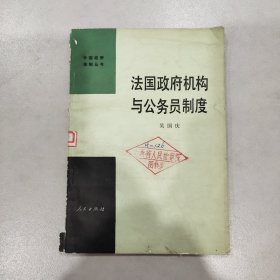 外国政府
体制丛书
法国政府机构
与公务员制度
吴国庆
人民出版社